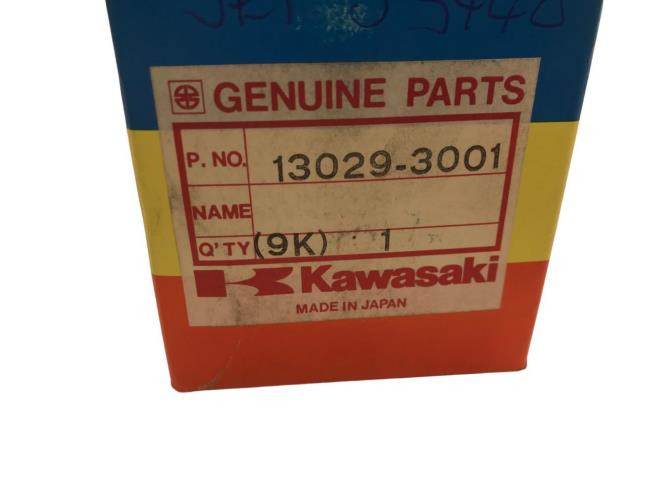 GENUINE PARTS
P. NO. 13029-3001
NAME
Q'TY (9K) 1
Kawasaki
MADE IN JAPAN